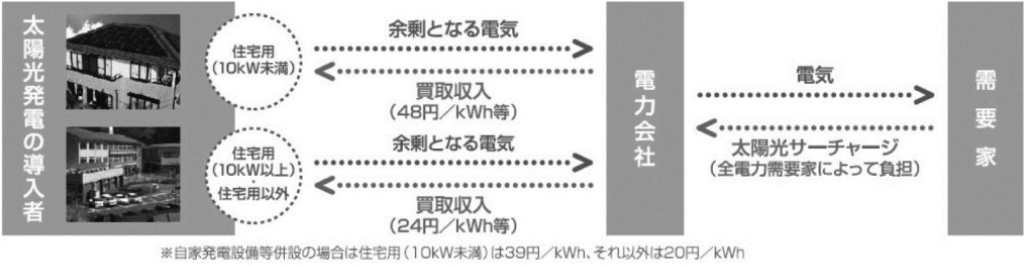 太陽光発電の導入者
住宅用
(10kW未満)
余剰となる電気
買取収入
(48円／kWh等)
住宅用
(10kW以上)
・
住宅用以外
余剰となる電気
買取収入
(24円／kWh等)
電力会社
電気
太陽光サーチャージ
(全電力需要家によって負担)
需要家
※自家発電設備等併設の場合は住宅用(10kW未満)は39円／kWh、それ以外は20円／kWh